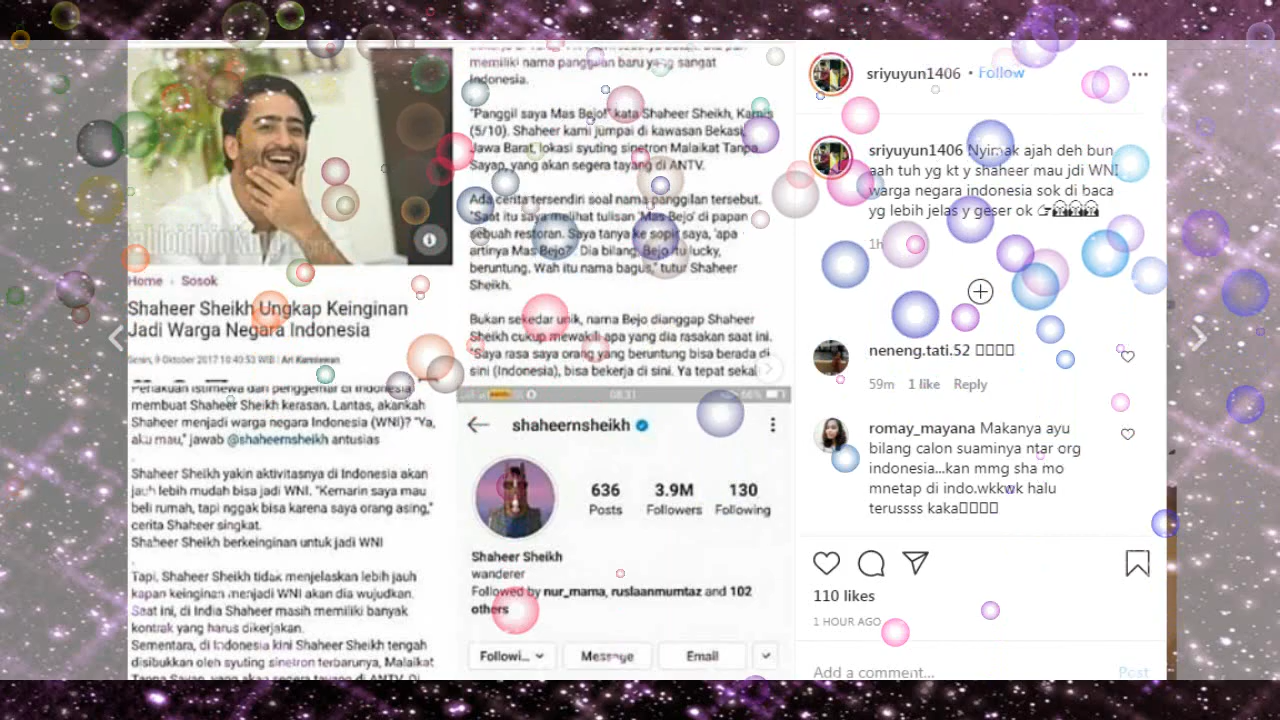 Home › Sosok
Shaheer Sheikh Ungkap Keinginan
Jadi Warga Negara Indonesia
Senin, 9 Oktober 2017 18:40:53 WIB | Ari Kurniawan
Perlakuan istimewa dari penggemar di Indonesia
membuat Shaheer Sheikh kerasan. Lantas, akankah
Shaheer menjadi warga negara Indonesia (WNI)? "Ya,
aku mau," jawab @shaheernsheikh antusias
Shaheer Sheikh yakin aktivitasnya di Indonesia akan
jauh lebih mudah bisa jadi WNI. "Kemarin saya mau
beli rumah, tapi nggak bisa karena saya orang asing,"
cerita Shaheer singkat.
Shaheer Sheikh berkeinginan untuk jadi WNI
Tapi, Shaheer Sheikh tidak menjelaskan lebih jauh
kapan keinginan menjadi WNI akan dia wujudkan.
Saat ini, di India Shaheer masih memiliki banyak
kontrak yang harus dikerjakan.
Sementara, di Indonesia kini Shaheer Sheikh tengah
disibukkan oleh syuting sinetron terbarunya, Malaikat
Tanpa Sayap, yang akan segera tayang di ANTV. Di
memiliki nama panggilan baru yang sangat
Indonesia.
"Panggil saya Mas Bejo!" kata Shaheer Sheikh, Kamis
(5/10). Shaheer kami jumpai di kawasan Bekasi,
Jawa Barat, lokasi syuting sinetron Malaikat Tanpa
Sayap, yang akan segera tayang di ANTV.
Ada cerita tersendiri soal nama panggilan tersebut.
"Saat itu saya melihat tulisan 'Mas Bejo' di papan
sebuah restoran. Saya tanya ke sopir saya, 'apa
artinya Mas Bejo?' Dia bilang, Bejo itu lucky,
beruntung. Wah itu nama bagus," tutur Shaheer
Sheikh.
Bukan sekedar unik, nama Bejo dianggap Shaheer
Sheikh cukup mewakili apa yang dia rasakan saat ini.
"Saya rasa saya orang yang beruntung bisa berada di
sini (Indonesia), bisa bekerja di sini. Ya tepat sekal
08.31 66%
shaheernsheikh
636 3.9M 130
Posts Followers Following
Shaheer Sheikh
wanderer
Followed by nur_mama, ruslaanmumtaz and 102
others
Followi... Message Email
sriyuyun1406 • Follow
sriyuyun1406 Nyimak ajah deh bun
aah tuh yg kt y shaheer mau jdi WNI
warga negara indonesia sok di baca
yg lebih jelas y geser ok
1h
neneng.tati.52
59m 1 like Reply
romay_mayana Makanya ayu
bilang calon suaminya ntar org
indonesia...kan mmg sha mo
mnetap di indo.wkkwk halu
terussss kaka
110 likes
1 HOUR AGO
Add a comment... Post